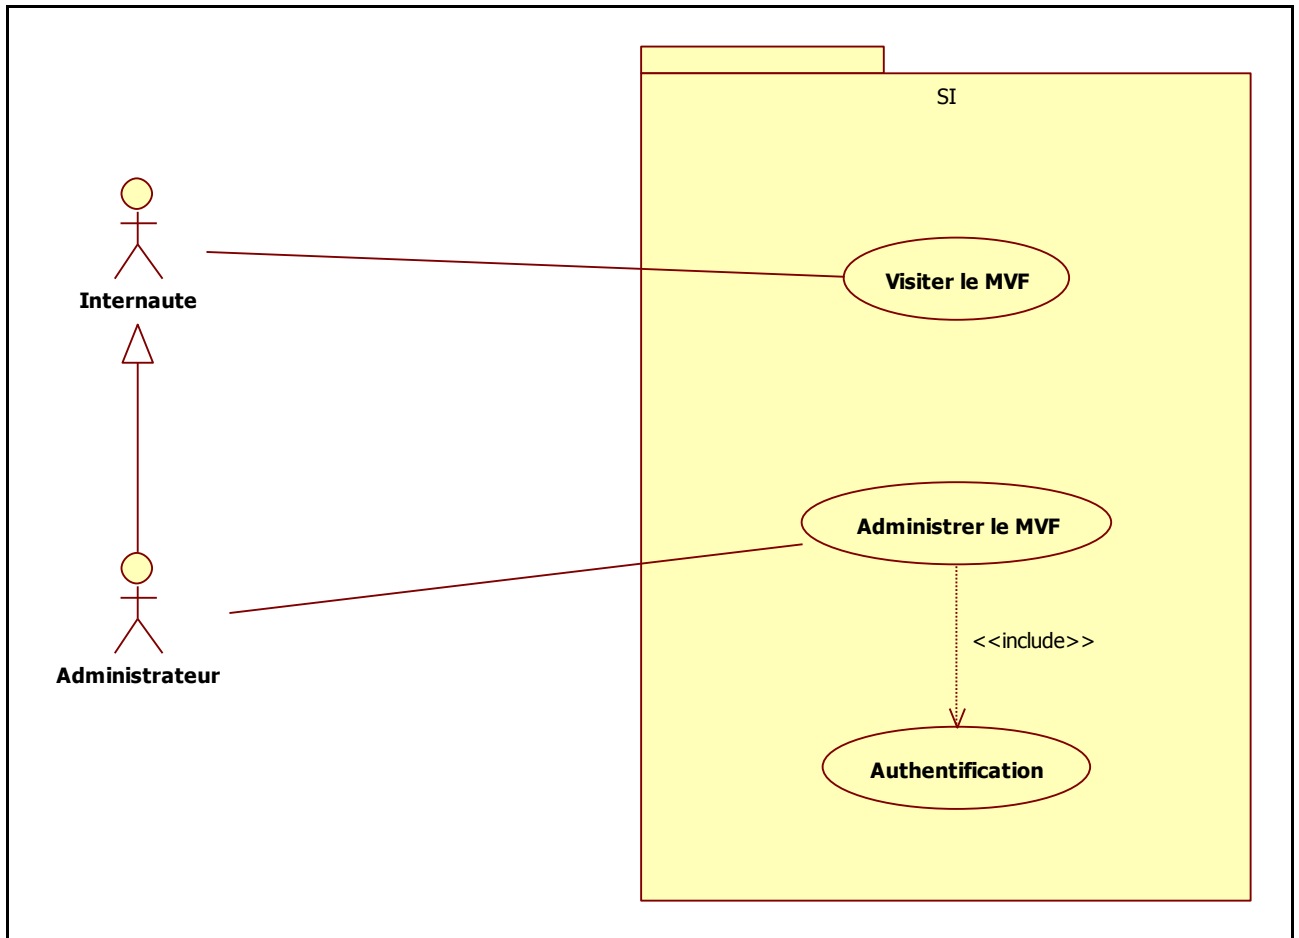 SI
Internaute
Visiter le MVF
Administrer le MVF
<<include>>
Administrateur
Authentification